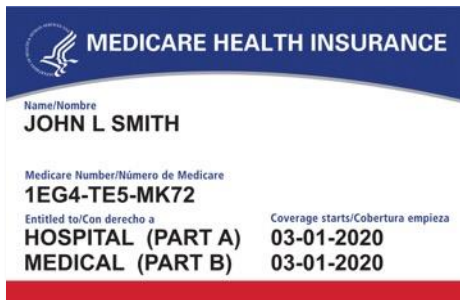 MEDICARE HEALTH INSURANCE
Name/Nombre
JOHN L SMITH
Medicare Number/Número de Medicare
1EG4-TE5-MK72
Entitled to/Con derecho a Coverage starts/Cobertura empieza
HOSPITAL (PART A) 03-01-2020
MEDICAL (PART B) 03-01-2020